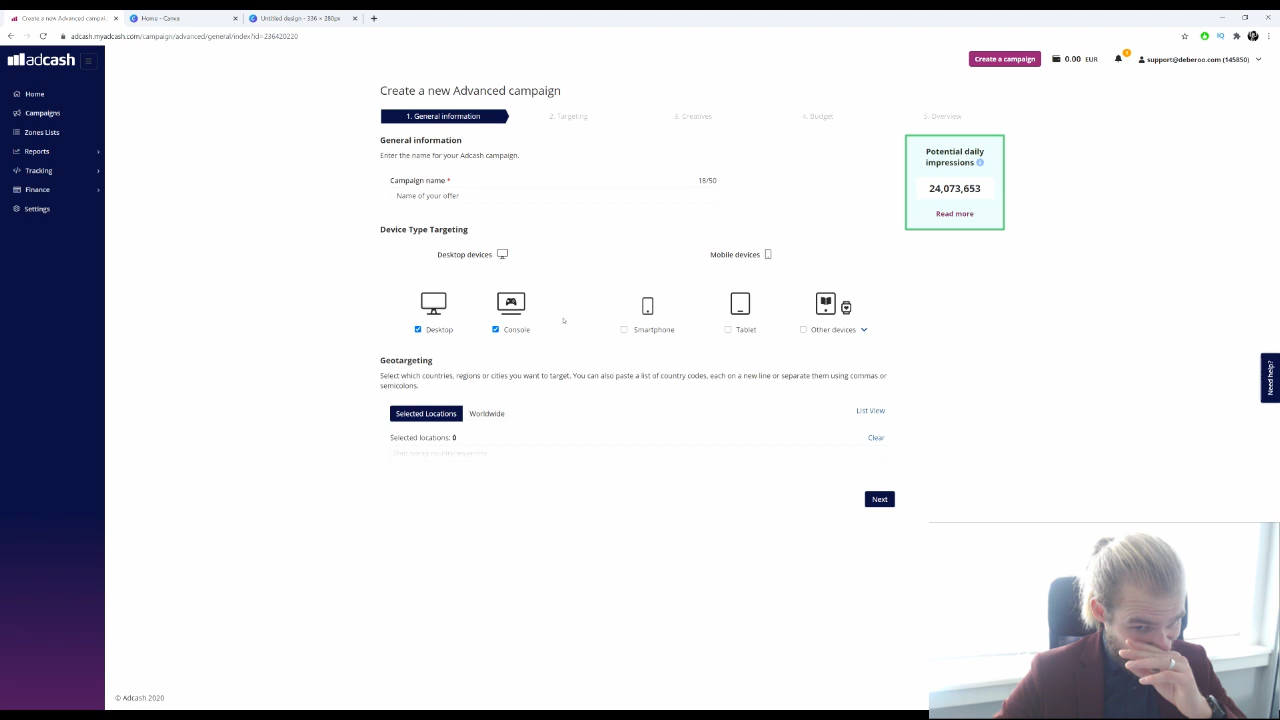 Create a new Advanced campai
Home - Canva
Untitled design - 336 × 280px
adcash.myadcash.com/campaign/advanced/general/index?id=236420220
adcash
Create a campaign
0.00 EUR
support@deberoo.com (145850)
Home
Campaigns
Zones Lists
Reports
Tracking
Finance
Settings
Create a new Advanced campaign
1. General information
2. Targeting
3. Creatives
4. Budget
5. Overview
General information
Enter the name for your Adcash campaign.
Campaign name *
18/50
Name of your offer
Potential daily
impressions
24,073,653
Read more
Device Type Targeting
Desktop devices
Mobile devices
Desktop
Console
Smartphone
Tablet
Other devices
Geotargeting
Select which countries, regions or cities you want to target. You can also paste a list of country codes, each on a new line or separate them using commas or
semicolons.
Selected Locations
Worldwide
List View
Selected locations: 0
Clear
Start typing country/region/city
Next
Need help?
© Adcash 2020